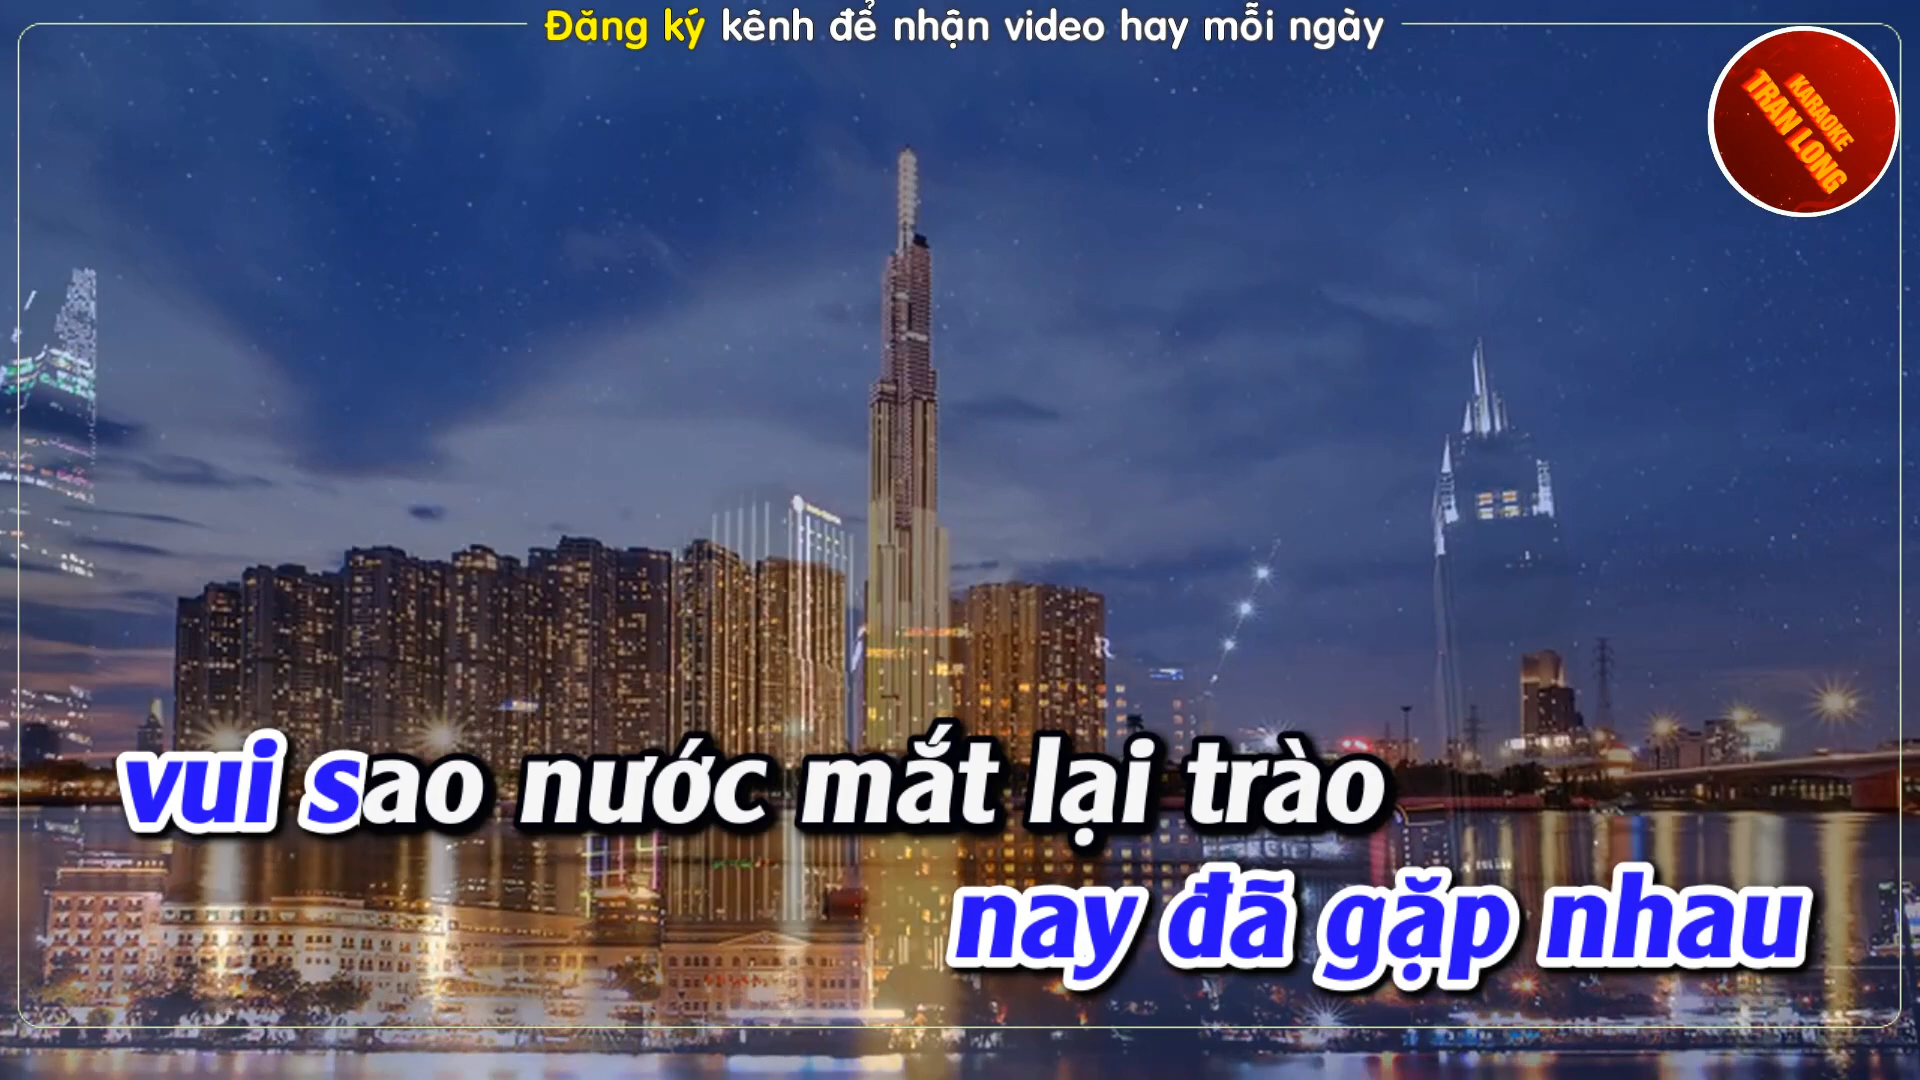 Đăng ký kênh để nhận video hay mỗi ngày
KARAOKE
TRAN LONG
vui sao nước mắt lại trào
nay đã gặp nhau